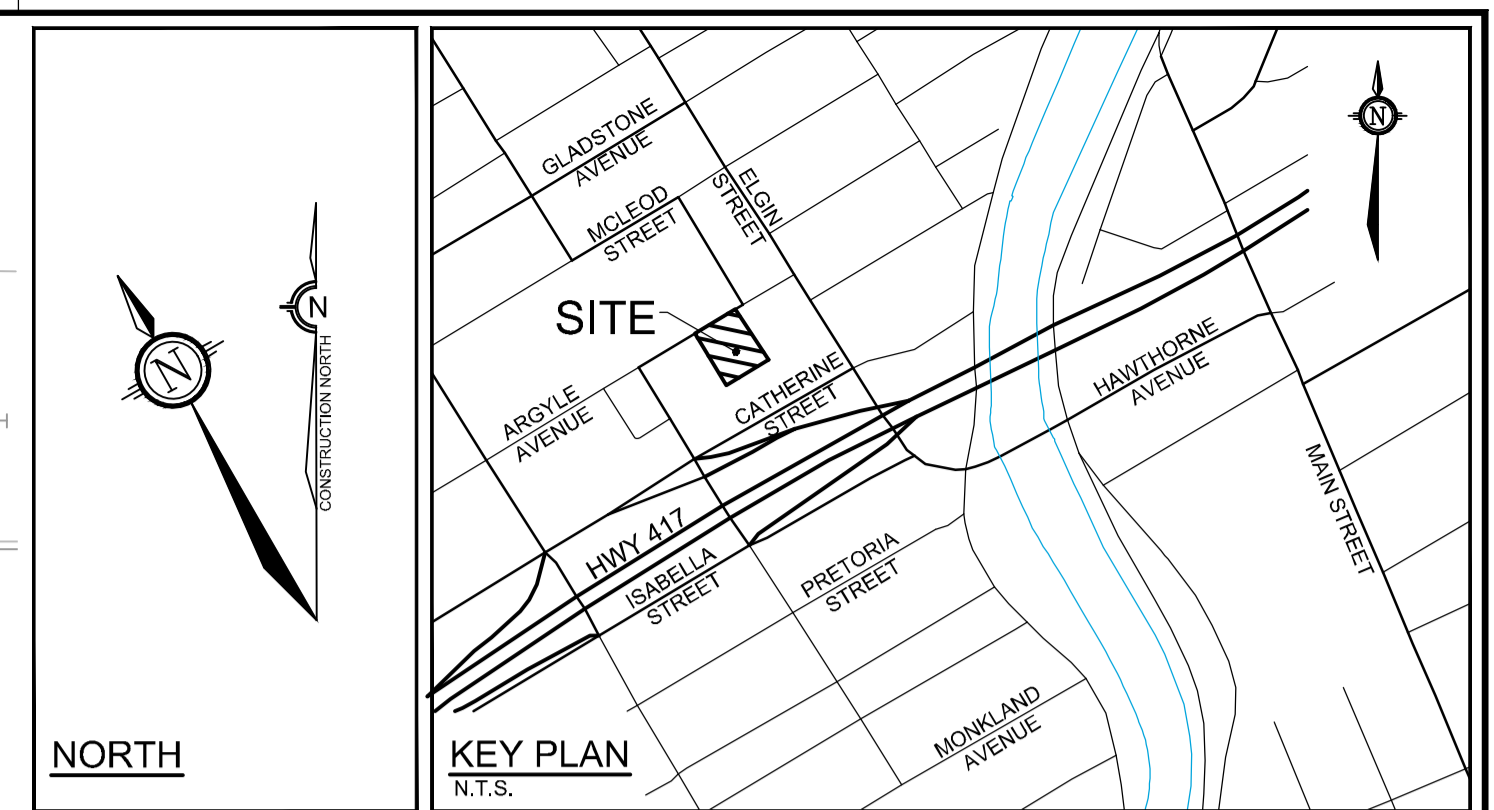 N
N
CONSTRUCTION NORTH
NORTH
GLADSTONE
AVENUE
MCLEOD
STREET
ELGIN
STREET
N
SITE
ARGYLE
AVENUE
CATHERINE
STREET
HAWTHORNE
AVENUE
MAIN STREET
HWY 417
ISABELLA
STREET
PRETORIA
STREET
MONKLAND
AVENUE
KEY PLAN
N.T.S.